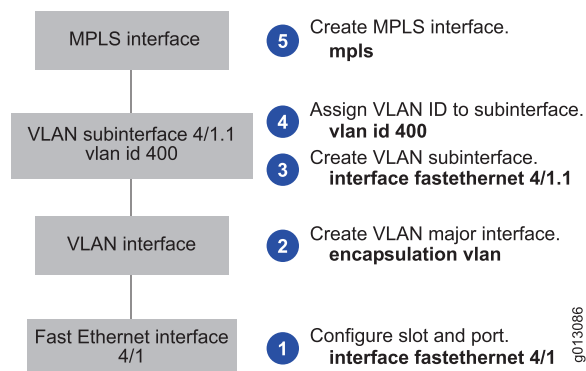 MPLS interface
5 Create MPLS interface.
mpls
VLAN subinterface 4/1.1
vlan id 400
4 Assign VLAN ID to subinterface.
vlan id 400
3 Create VLAN subinterface.
interface fastethernet 4/1.1
VLAN interface
2 Create VLAN major interface.
encapsulation vlan
Fast Ethernet interface
4/1
1 Configure slot and port.
interface fastethernet 4/1
g013086